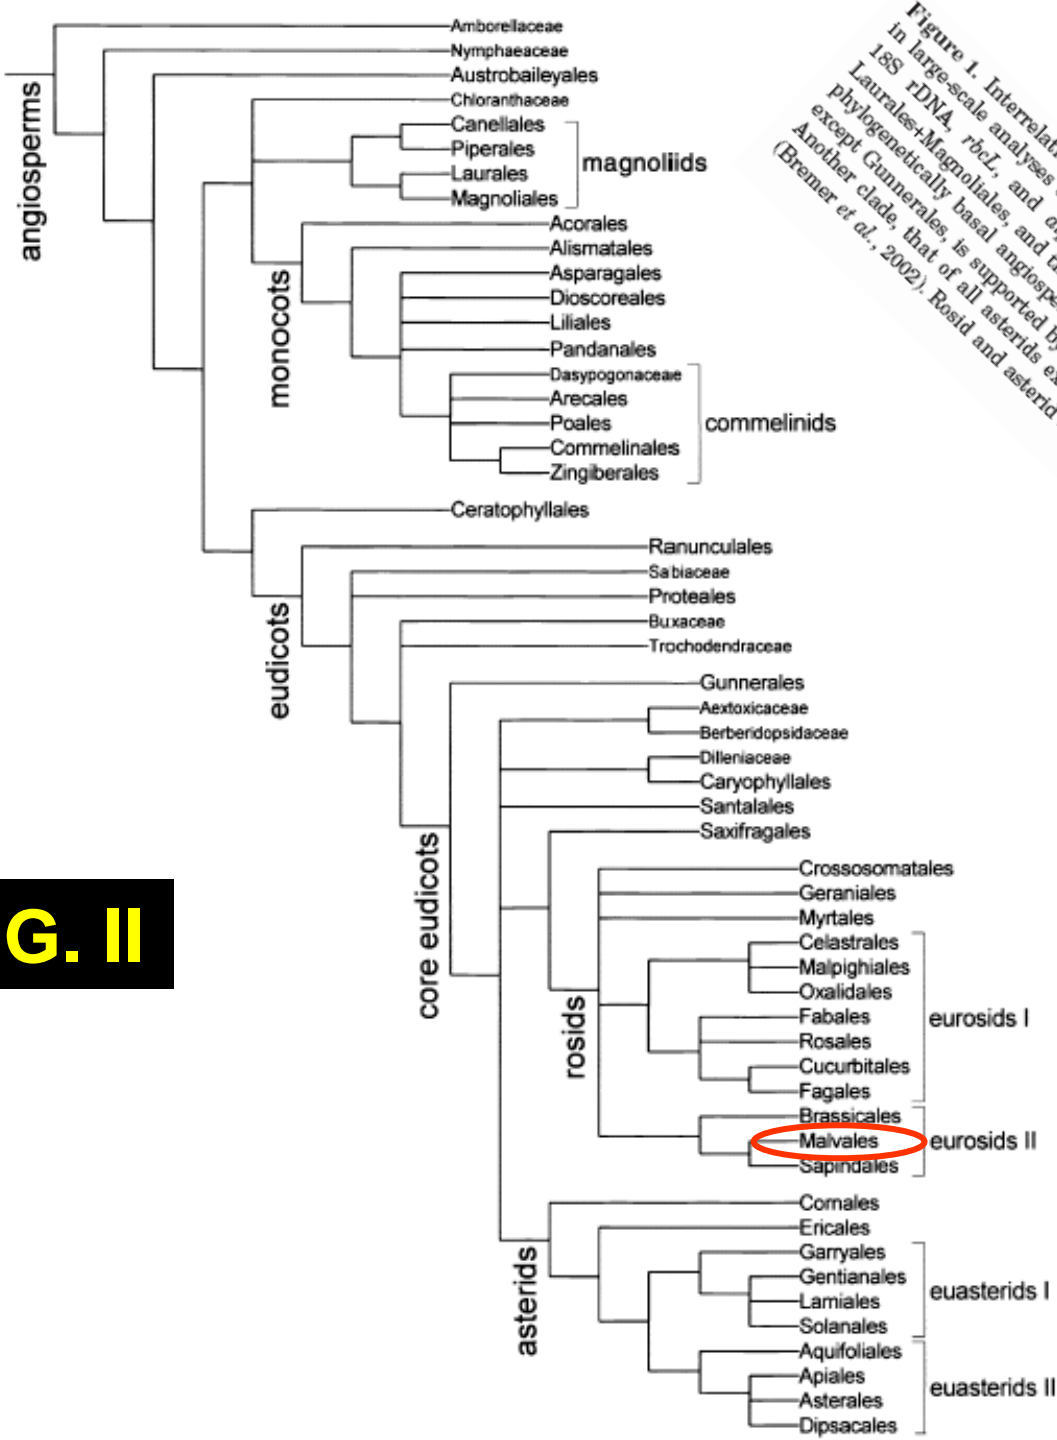 Amborellaceae
Nymphaeaceae
Austrobaileyales
Chloranthaceae
Canellales
Piperales
Laurales
Magnoliales
magnoliids
angiosperms
Acorales
Alismatales
Asparagales
Dioscoreales
Liliales
Pandanales
Dasypogonaceae
Arecales
Poales
Commelinales
Zingiberales
monocots
commelinids
Ceratophyllales
Ranunculales
Sabiaceae
Proteales
Buxaceae
Trochodendraceae
eudicots
Gunnerales
Aextoxicaceae
Berberidopsidaceae
Dilleniaceae
Caryophyllales
Santalales
Saxifragales
core eudicots
Crossosomatales
Geraniales
Myrtales
Celastrales
Malpighiales
Oxalidales
Fabales
Rosales
Cucurbitales
Fagales
eurosids I
rosids
Brassicales
Malvales
Sapindales
eurosids II
Cornales
Ericales
Garryales
Gentianales
Lamiales
Solanales
euasterids I
asterids
Aquifoliales
Apiales
Asterales
Dipsacales
euasterids II
G. II
Figure 1. Interrelat
in large-scale analyses
18S rDNA, rbcL, and
Laurales+Magnoliales, and
phylogenetically basal angiospe
except Gunnerales, is supported by
Another clade, that of all asterids ex
(Bremer et al., 2002). Rosid and asterid